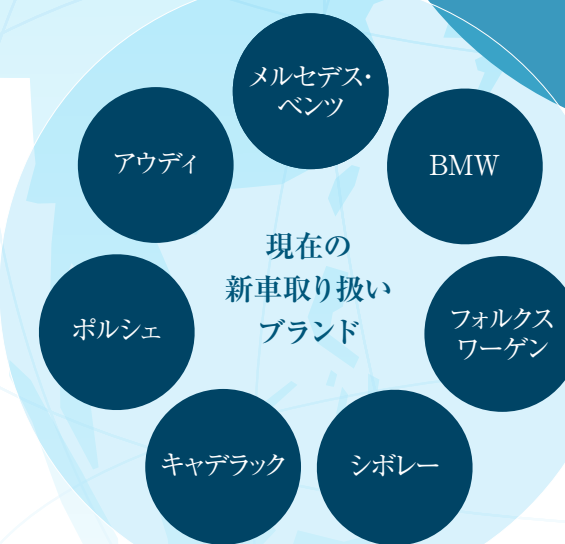 メルセデス・
ベンツ
アウディ
BMW
現在の
新車取り扱い
ブランド
ポルシェ
フォルクス
ワーゲン
キャデラック
シボレー